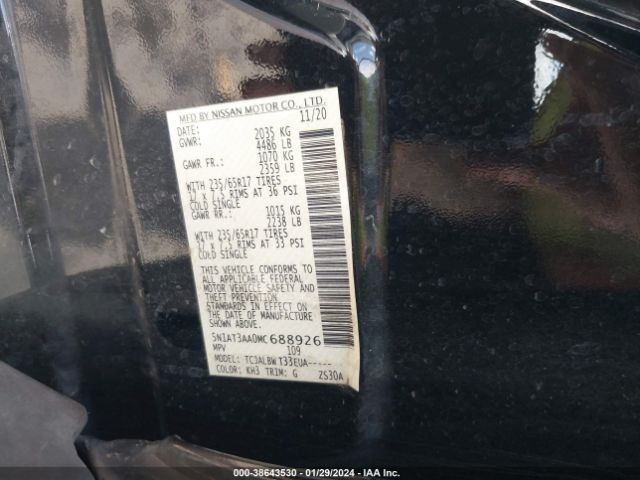 MFD BY NISSAN MOTOR CO., LTD.
DATE: 11/20
GVWR: 2035 KG
4486 LB
GAWR FR.: 1070 KG
2359 LB
WITH 235/65R17 TIRES
17 x 7.5 RIMS AT 36 PSI
COLD SINGLE
GAWR RR.: 1015 KG
2238 LB
WITH 235/65R17 TIRES
17 x 7.5 RIMS AT 33 PSI
COLD SINGLE
THIS VEHICLE CONFORMS TO
ALL APPLICABLE FEDERAL
MOTOR VEHICLE SAFETY AND
THEFT PREVENTION
STANDARDS IN EFFECT ON
THE DATE OF MANUFACTURE
SHOWN ABOVE.
5N1AT3AA0MC688926
MPV 109
MODEL: TC3ALBW T33EUA-----
COLOR: KH3 TRIM: G ZS30A
000-38643530 - 01/29/2024 - IAA Inc.